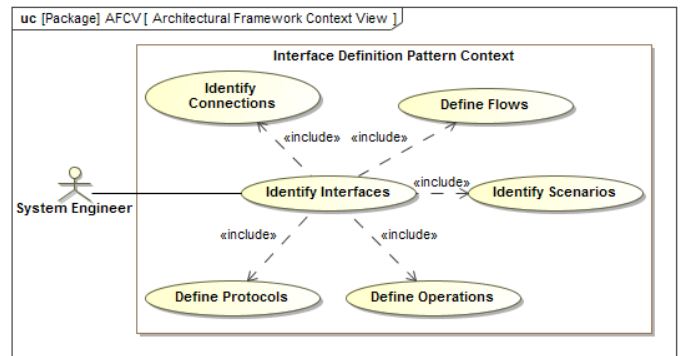 uc [Package] AFCV [ Architectural Framework Context View ]
Interface Definition Pattern Context
Identify
Connections
Define Flows
«include»
«include»
Identify Interfaces
«include»
Identify Scenarios
System Engineer
«include»
«include»
Define Protocols
Define Operations